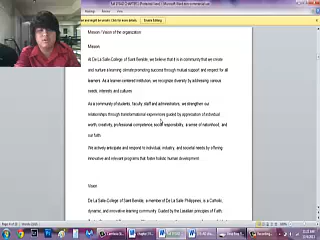 Mission / Vision of the organization
Mission
At De La Salle-College of Saint Benilde, we believe that it is in community that we create
and nurture a learning climate promoting success through mutual support and respect for all
learners. As a learner-centered institution, we recognize diversity by addressing various
needs, interests and cultures
As a community of students, faculty, staff and administrators, we strengthen our
relationships through transformational experiences guided by appreciation of individual
worth, creativity, professional competence, social responsibility, a sense of nationhood, and
our faith.
We actively anticipate and respond to individual, industry, and societal needs by offering
innovative and relevant programs that foster holistic human development.
Vision
De La Salle-College of Saint Benilde, a member of De La Salle Philippines, is a Catholic,
dynamic, and innovative learning community. Guided by the Lasallian principles of Faith,
Enable Editing